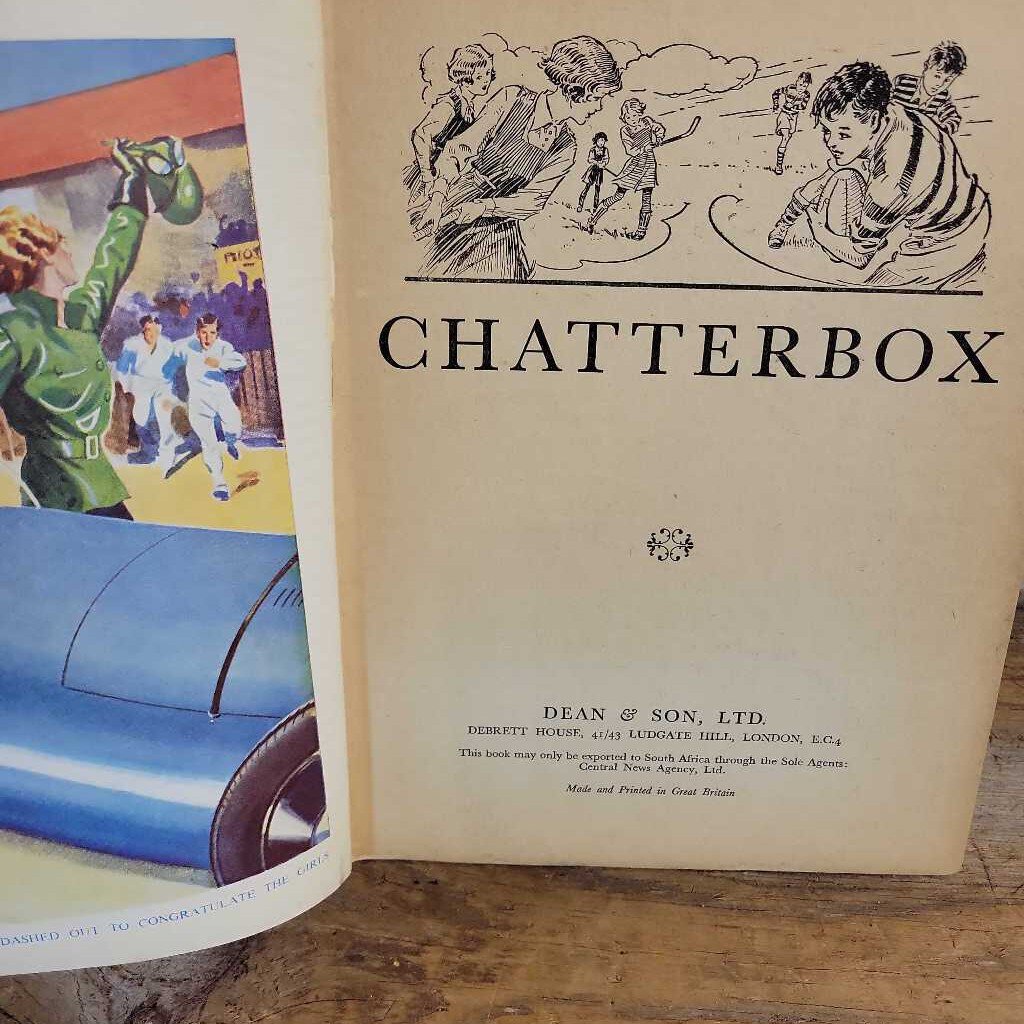 DASHED OUT TO CONGRATULATE THE GIRLS
CHATTERBOX
DEAN & SON, LTD.
DEBRETT HOUSE, 41/43 LUDGATE HILL, LONDON, E.C.4
This book may only be exported to South Africa through the Sole Agents:
Central News Agency, Ltd.
Made and Printed in Great Britain